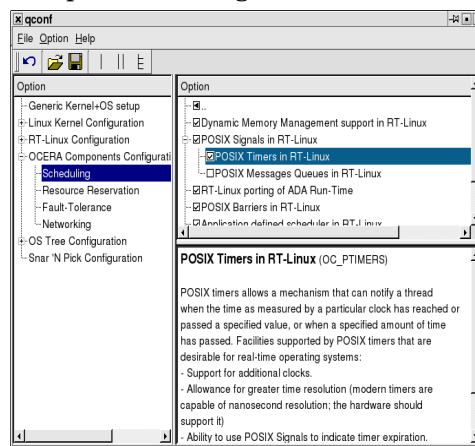 qconf
File Option Help
Option
Generic Kernel+OS setup
Linux Kernel Configuration
RT-Linux Configuration
OCERA Components Configurati
Scheduling
Resource Reservation
Fault-Tolerance
Networking
OS Tree Configuration
Snar 'N Pick Configuration
Option
..
Dynamic Memory Management support in RT-Linux
POSIX Signals in RT-Linux
POSIX Timers in RT-Linux
POSIX Messages Queues in RT-Linux
RT-Linux porting of ADA Run-Time
POSIX Barriers in RT-Linux
Application defined scheduler in RT-Linux
POSIX Timers in RT-Linux (OC_PTIMERS)
POSIX timers allows a mechanism that can notify a thread
when the time as measured by a particular clock has reached or
passed a specified value, or when a specified amount of time
has passed. Facilities supported by POSIX timers that are
desirable for real-time operating systems:
- Support for additional clocks.
- Allowance for greater time resolution (modern timers are
capable of nanosecond resolution; the hardware should
support it)
- Ability to use POSIX Signals to indicate timer expiration.